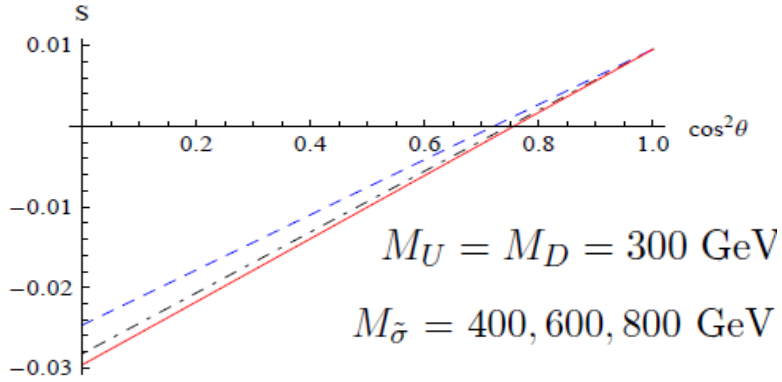 S
0.01
0.2 0.4 0.6 0.8 1.0 cos²θ
−0.01
M_U = M_D = 300 GeV
−0.02
M_σ̃ = 400, 600, 800 GeV
−0.03